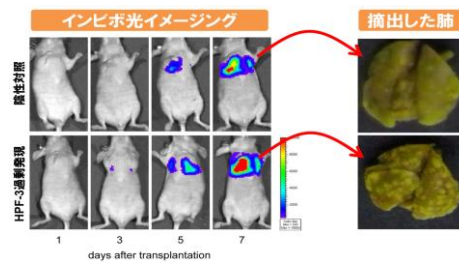 インビボ光イメージング
摘出した肺
陰性対照
HPF-3過剰発現
1 3 5 7
days after transplantation